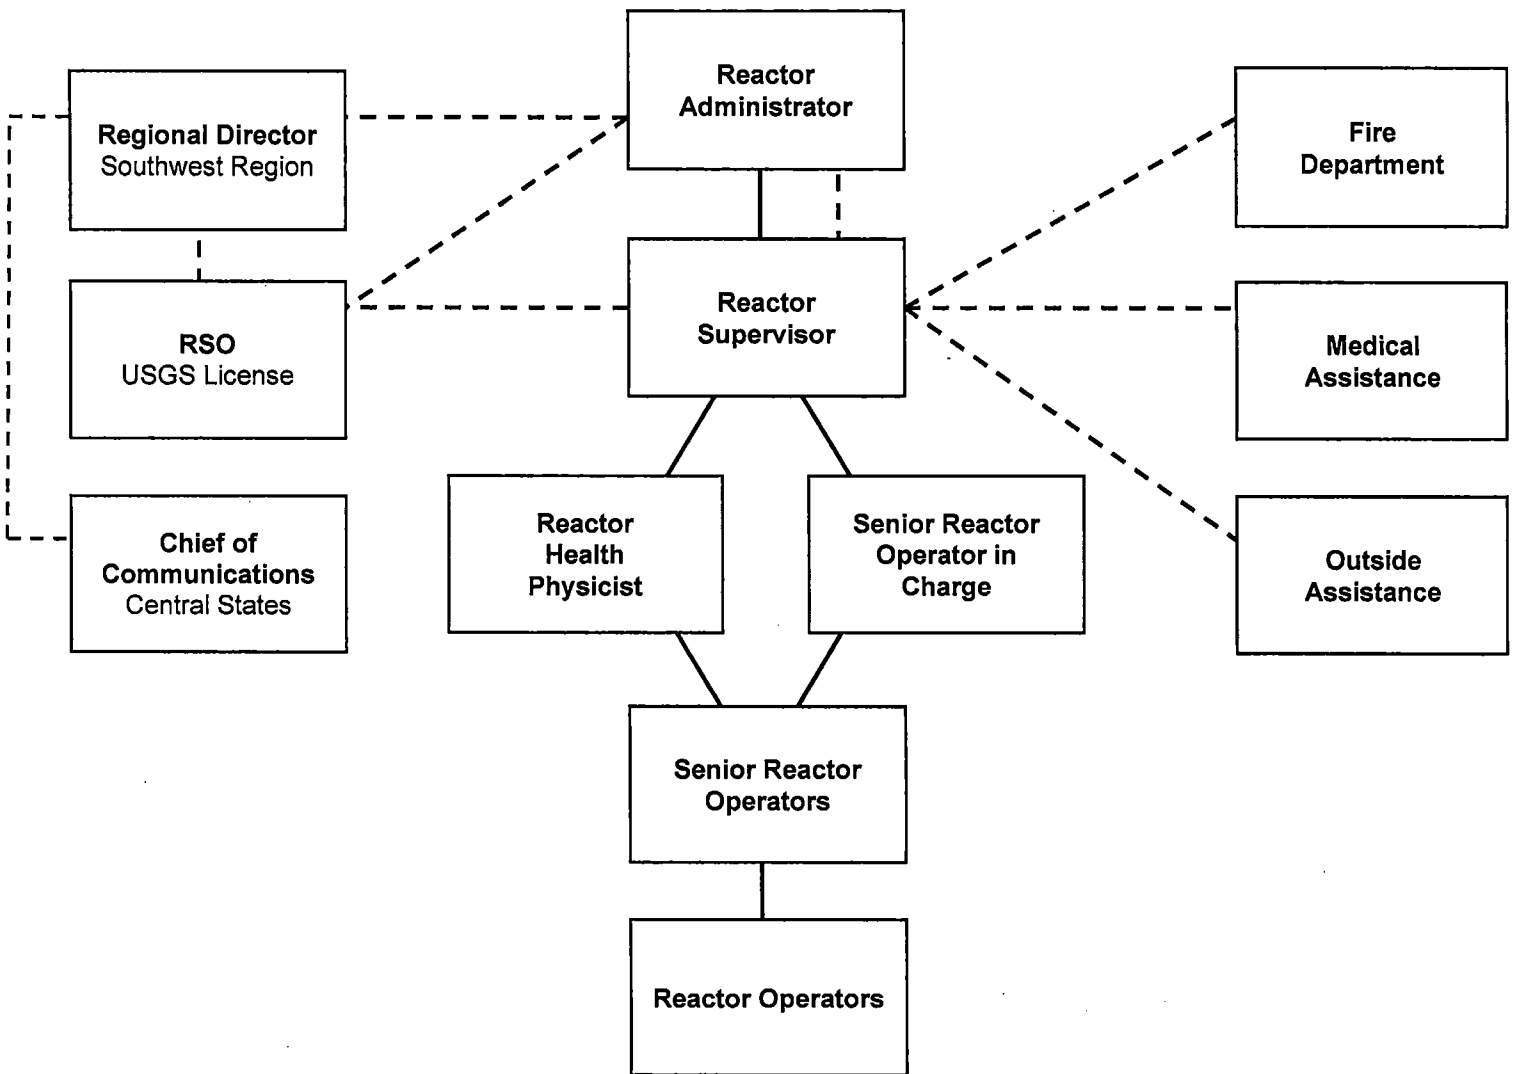 Reactor
Administrator
Regional Director
Southwest Region
Fire
Department
Reactor
Supervisor
RSO
USGS License
Medical
Assistance
Reactor
Health
Physicist
Senior Reactor
Operator in
Charge
Chief of
Communications
Central States
Outside
Assistance
Senior Reactor
Operators
Reactor Operators